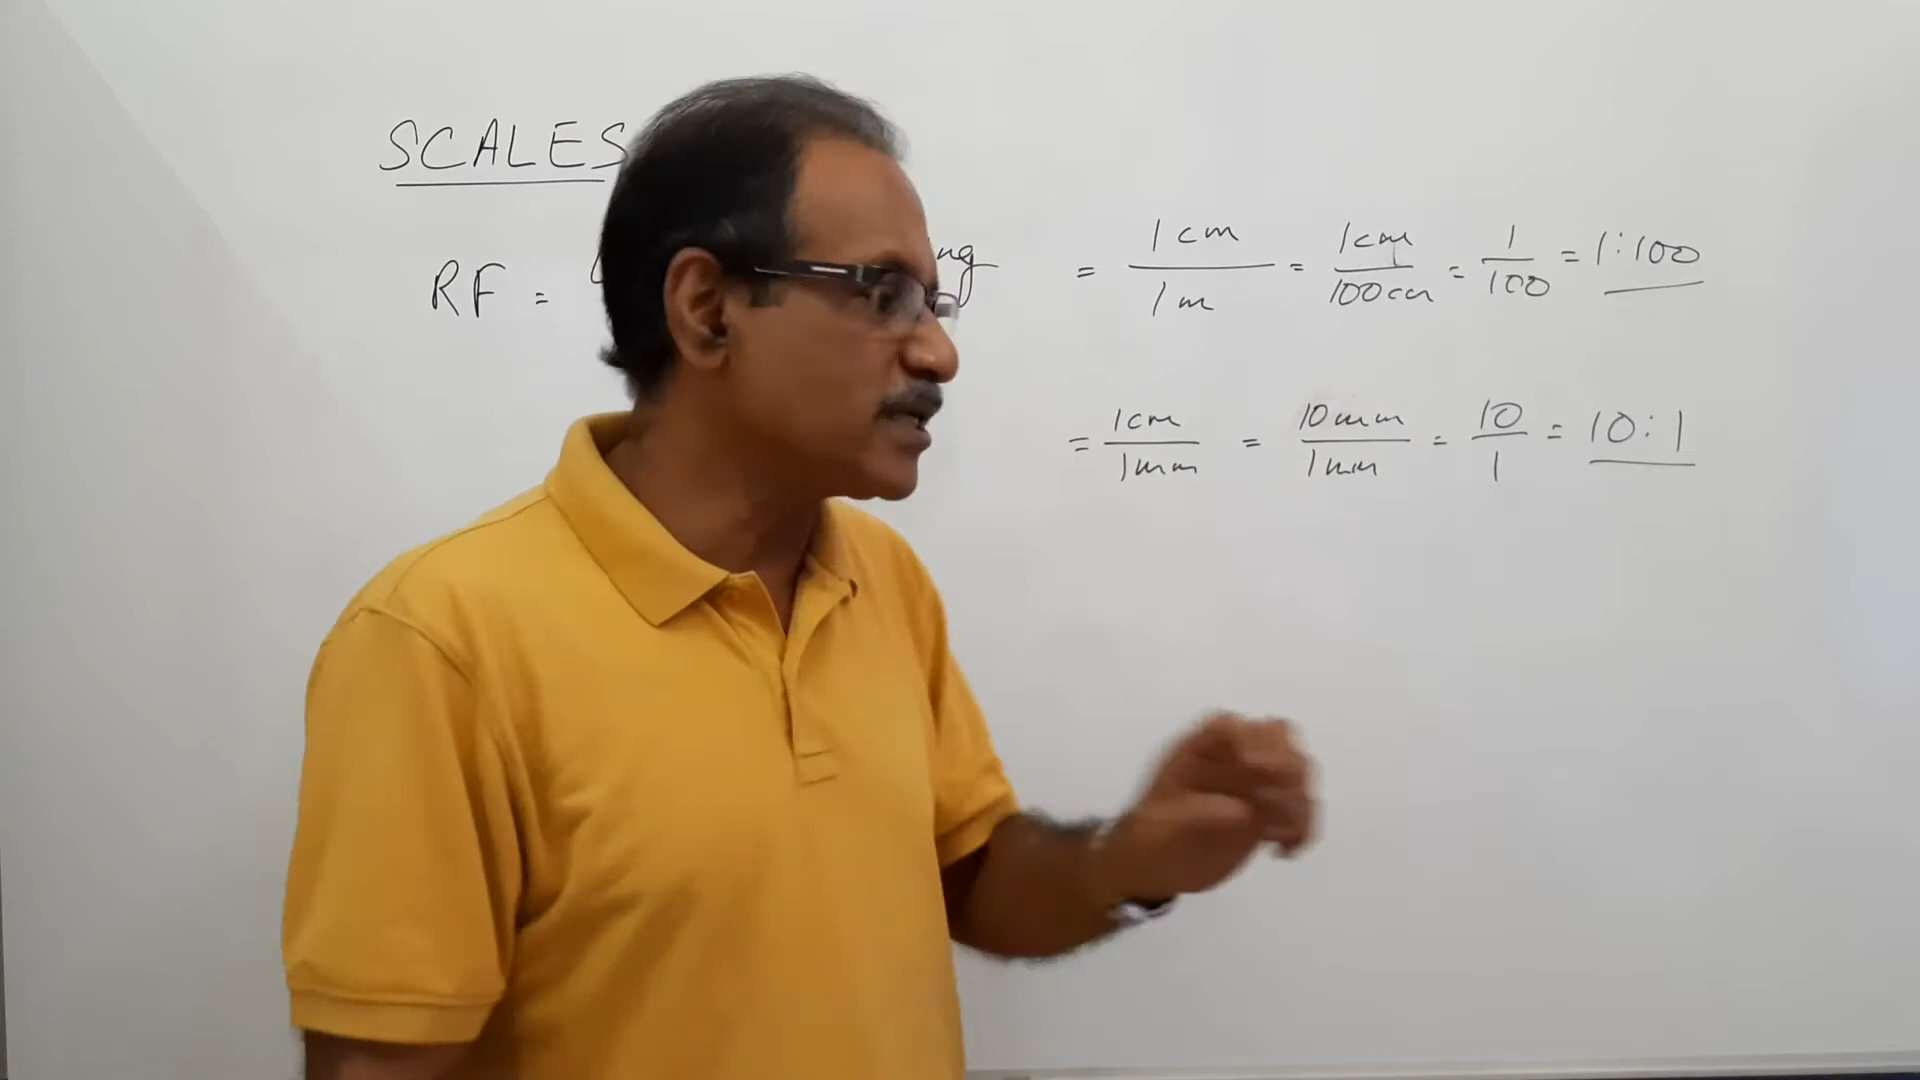 SCALES
RF =
= 1 cm / 1 m = 1 cm / 100 cm = 1 / 100 = 1:100
= 1 cm / 1 mm = 10 mm / 1 mm = 10 / 1 = 10:1